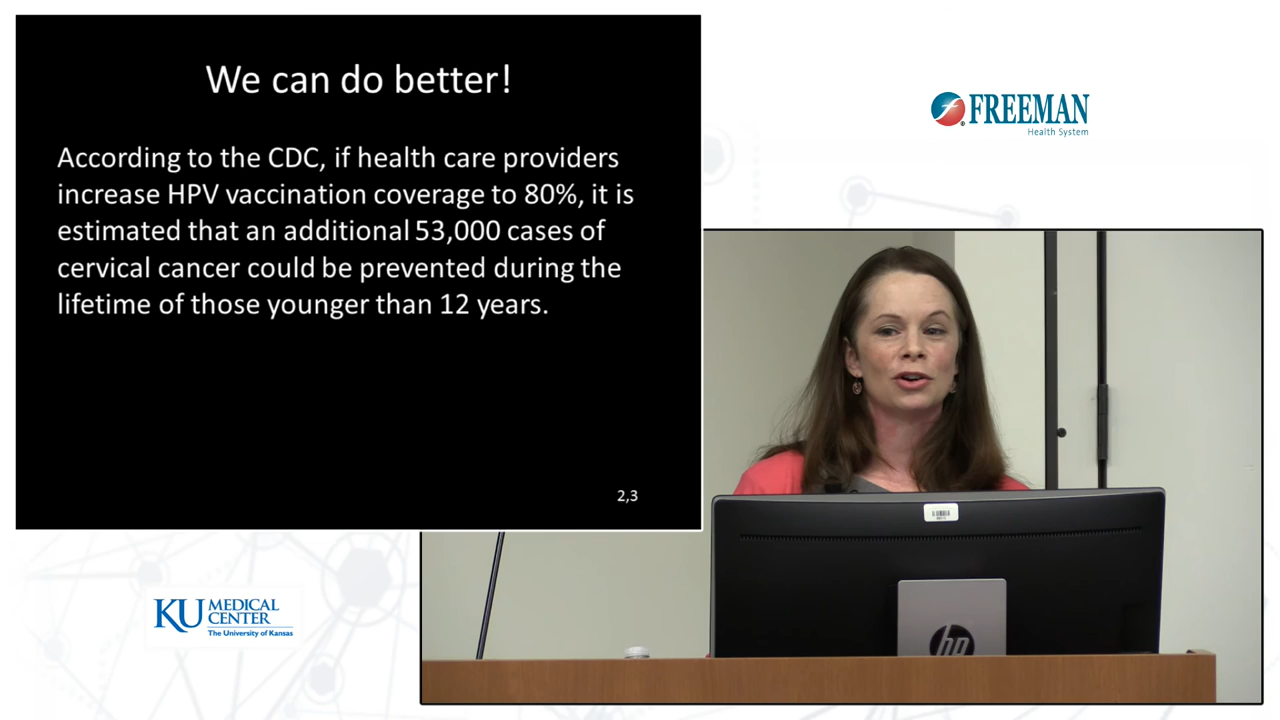 We can do better!
According to the CDC, if health care providers
increase HPV vaccination coverage to 80%, it is
estimated that an additional 53,000 cases of
cervical cancer could be prevented during the
lifetime of those younger than 12 years.
2,3
FREEMAN
Health System
KU MEDICAL
CENTER
The University of Kansas
hp